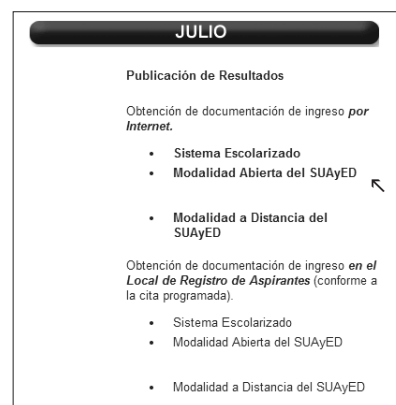 JULIO
Publicación de Resultados
Obtención de documentación de ingreso por
Internet.
• Sistema Escolarizado
• Modalidad Abierta del SUAyED
• Modalidad a Distancia del
SUAyED
Obtención de documentación de ingreso en el
Local de Registro de Aspirantes (conforme a
la cita programada).
• Sistema Escolarizado
• Modalidad Abierta del SUAyED
• Modalidad a Distancia del SUAyED